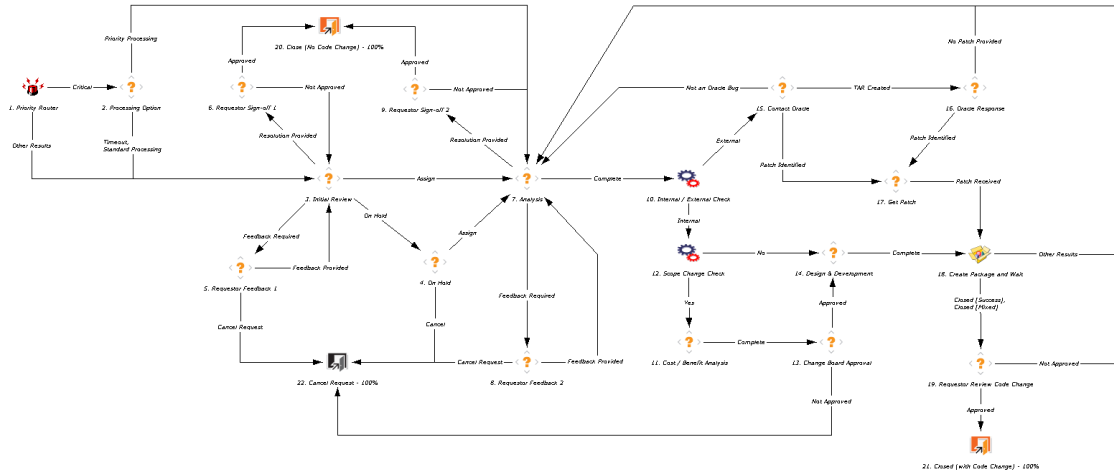 Priority Processing
20. Close (No Code Change) - 100%
No Patch Provided
Approved
Approved
Critical
Not Approved
Not Approved
Not an Oracle Bug
TAR Created
1. Priority Router
2. Processing Option
6. Requestor Sign-off 1
9. Requestor Sign-off 2
15. Contact Oracle
16. Oracle Response
Other Results
Timeout,
Standard Processing
Resolution Provided
Resolution Provided
External
Patch Identified
Patch Identified
Assign
Complete
Patch Received
3. Initial Review
7. Analysis
10. Internal / External Check
17. Get Patch
On Hold
Internal
Feedback Required
Assign
Feedback Provided
No
Complete
Other Results
5. Requestor Feedback 1
4. On Hold
12. Scope Change Check
14. Design & Development
18. Create Package and Wait
Feedback Required
Yes
Approved
Closed [Success],
Closed [Mixed]
Cancel Request
Cancel
Complete
Cancel Request
Feedback Provided
Not Approved
22. Cancel Request - 100%
8. Requestor Feedback 2
11. Cost / Benefit Analysis
13. Change Board Approval
19. Requestor Review Code Change
Not Approved
Approved
21. Closed (with Code Change) - 100%